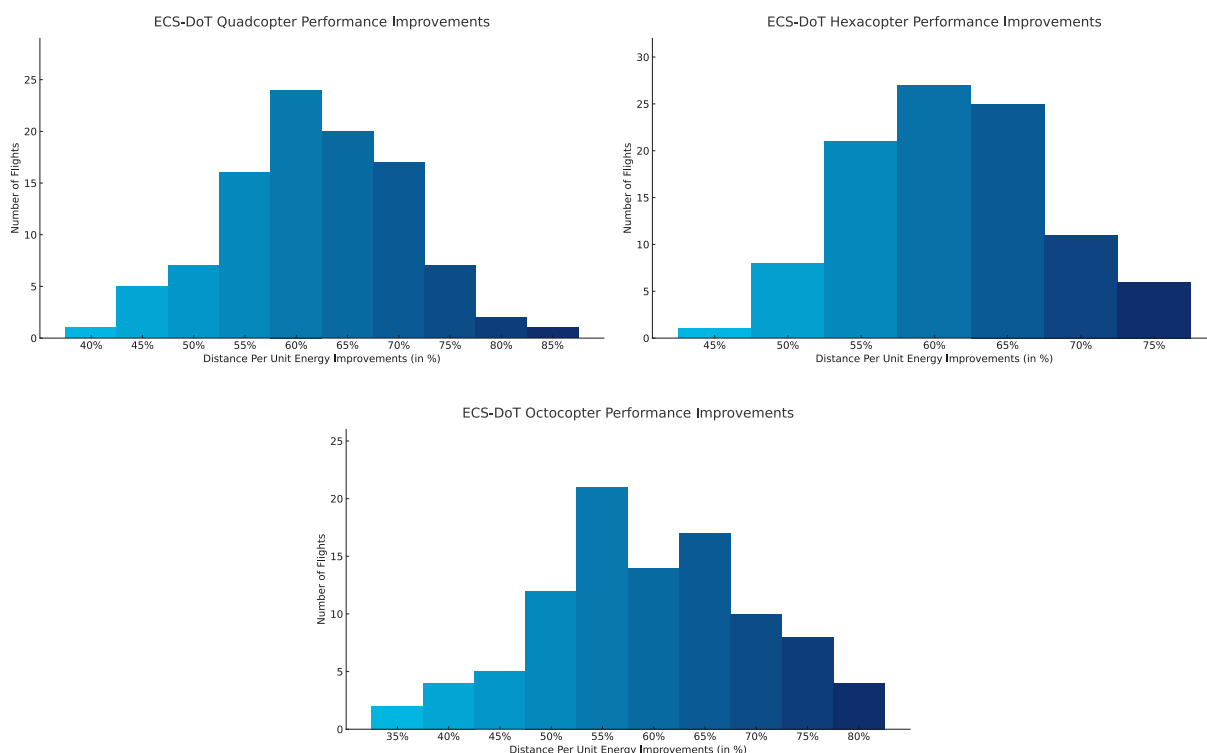 ECS-DoT Quadcopter Performance Improvements
Number of Flights
25
20
15
10
5
0
40% 45% 50% 55% 60% 65% 70% 75% 80% 85%
Distance Per Unit Energy Improvements (in %)
ECS-DoT Hexacopter Performance Improvements
Number of Flights
30
25
20
15
10
5
0
45% 50% 55% 60% 65% 70% 75%
Distance Per Unit Energy Improvements (in %)
ECS-DoT Octocopter Performance Improvements
Number of Flights
25
20
15
10
5
0
35% 40% 45% 50% 55% 60% 65% 70% 75% 80%
Distance Per Unit Energy Improvements (in %)